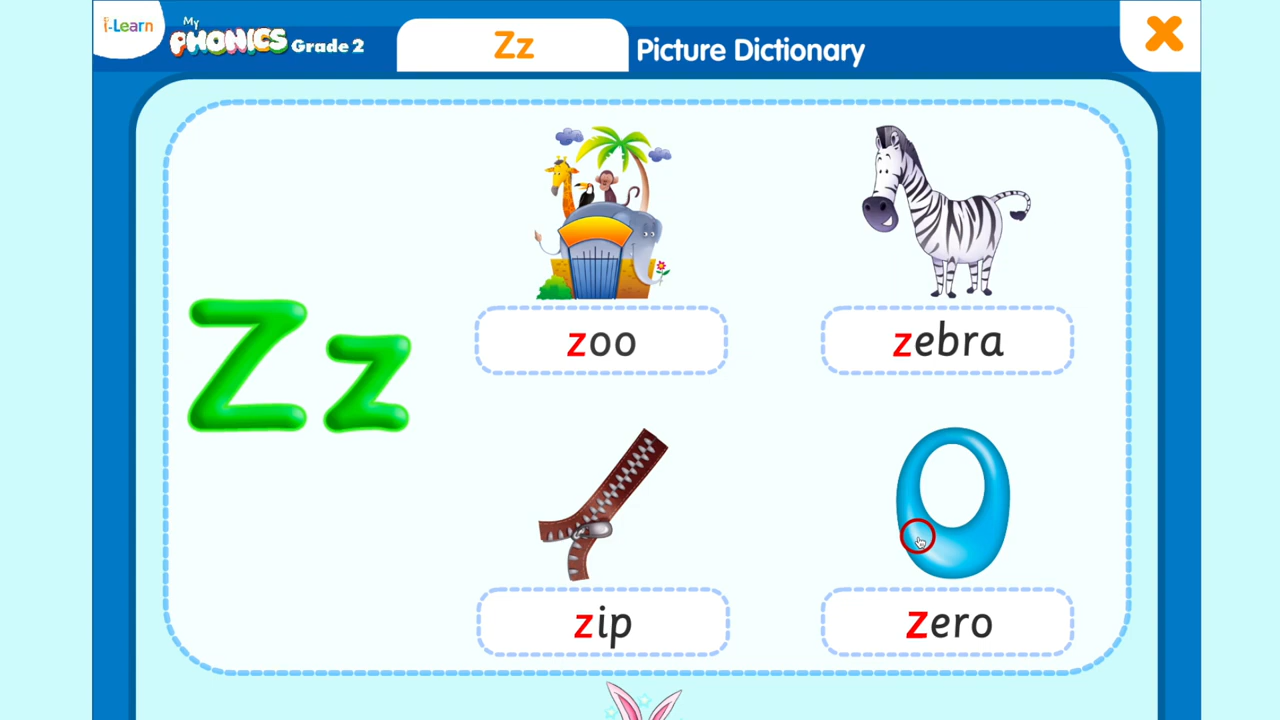 i-Learn
My
PHONICS Grade 2
Zz
Picture Dictionary
Zz
zoo
zebra
zip
zero